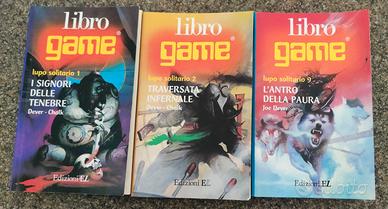 libro
game®
lupo solitario 1
I SIGNORI
DELLE
TENEBRE
Dever - Chalk
Edizioni EL
libro
game®
lupo solitario 2
TRAVERSATA
INFERNALE
Dever - Chalk
Edizioni EL
libro
game®
lupo solitario 9
L'ANTRO
DELLA PAURA
Joe Dever
Edizioni EL
subito